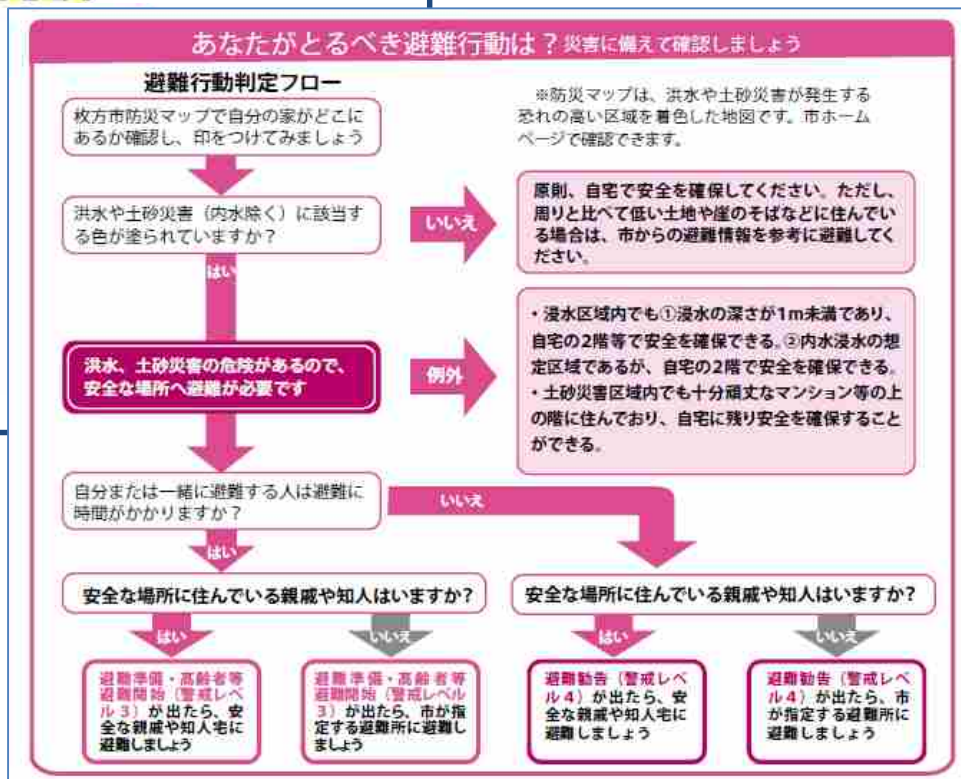 あなたがとるべき避難行動は？災害に備えて確認しましょう
避難行動判定フロー
枚方市防災マップで自分の家がどこに
あるか確認し、印をつけてみましょう
※防災マップは、洪水や土砂災害が発生する
恐れの高い区域を着色した地図です。市ホーム
ページで確認できます。
洪水や土砂災害（内水除く）に該当す
る色が塗られていますか？
いいえ
原則、自宅で安全を確保してください。ただし、
周りと比べて低い土地や崖のそばなどに住んでい
る場合は、市からの避難情報を参考に避難してく
ださい。
はい
洪水、土砂災害の危険があるので、
安全な場所へ避難が必要です
例外
・浸水区域内でも①浸水の深さが1m未満であり、
自宅の2階等で安全を確保できる。②内水浸水の想
定区域であるが、自宅の2階で安全を確保できる。
・土砂災害区域内でも十分頑丈なマンション等の上
の階に住んでおり、自宅に残り安全を確保すること
ができる。
自分または一緒に避難する人は避難に
時間がかかりますか？
いいえ
はい
安全な場所に住んでいる親戚や知人はいますか？
安全な場所に住んでいる親戚や知人はいますか？
はい
いいえ
はい
いいえ
避難準備・高齢者等
避難開始（警戒レベ
ル3）が出たら、安
全な親戚や知人宅に
避難しましょう
避難準備・高齢者等
避難開始（警戒レベル
3）が出たら、市が指
定する避難所に避難し
ましょう
避難勧告（警戒レベ
ル4）が出たら、安
全な親戚や知人宅に
避難しましょう
避難勧告（警戒レベ
ル4）が出たら、市
が指定する避難所に
避難しましょう